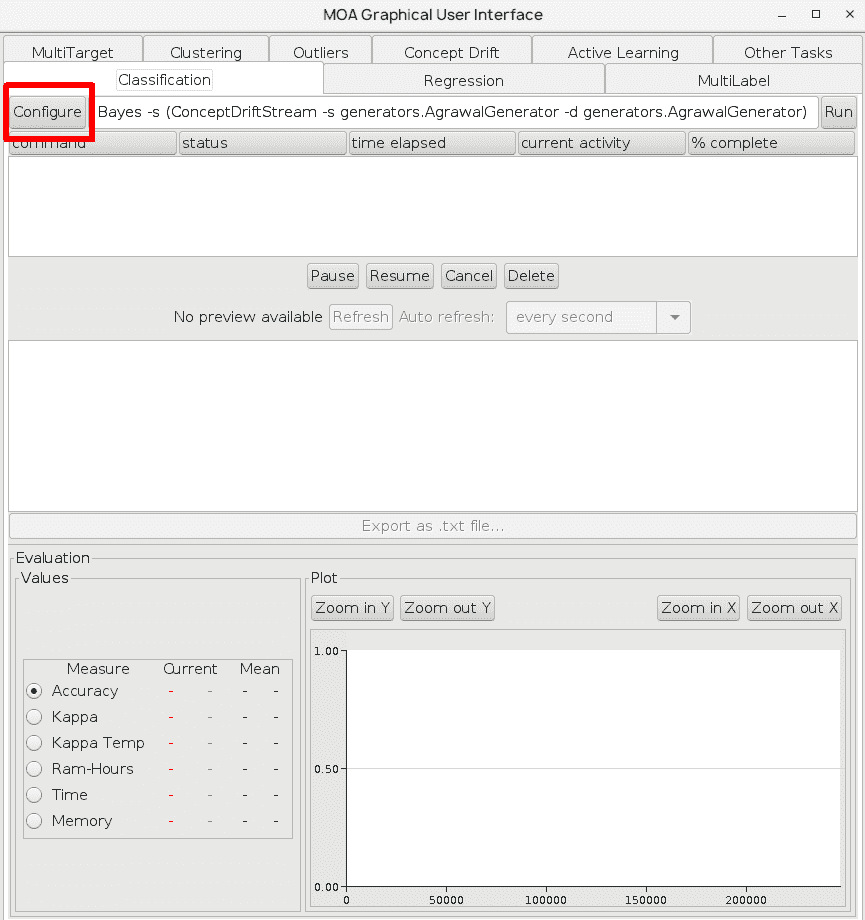 MOA Graphical User Interface
MultiTarget Clustering Outliers Concept Drift Active Learning Other Tasks
Classification Regression MultiLabel
Configure Bayes -s (ConceptDriftStream -s generators.AgrawalGenerator -d generators.AgrawalGenerator) Run
command status time elapsed current activity % complete
Pause Resume Cancel Delete
No preview available Refresh Auto refresh: every second
Export as .txt file...
Evaluation
Values
Plot
Zoom in Y Zoom out Y Zoom in X Zoom out X
Measure Current Mean
Accuracy - - - -
Kappa - - - -
Kappa Temp - - - -
Ram-Hours - - - -
Time - - - -
Memory - - - -
1.00
0.50
0.00
0 50000 100000 150000 200000